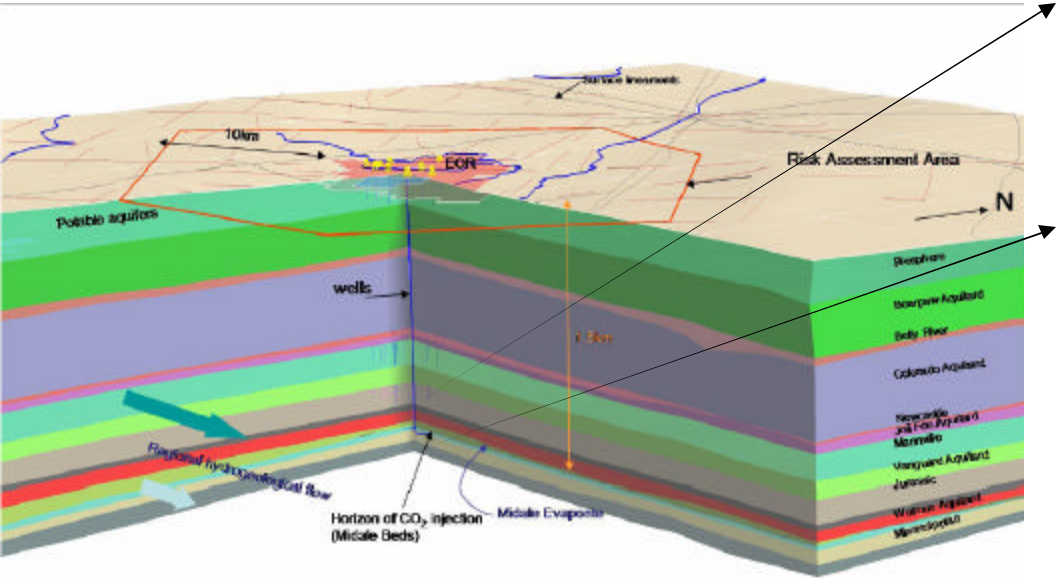 Surface lineaments
10km
EOR
Risk Assessment Area
N
Potable aquifers
Biosphere
wells
Bearpaw Aquitard
Belly River
Colorado Aquitard
Newcastle
Joli Fou Aquitard
Mannville
Vanguard Aquitard
Jurassic
Watrous Aquitard
Mississippian
Regional hydrogeological flow
Horizon of CO₂ injection
(Midale Beds)
Midale Evaporite